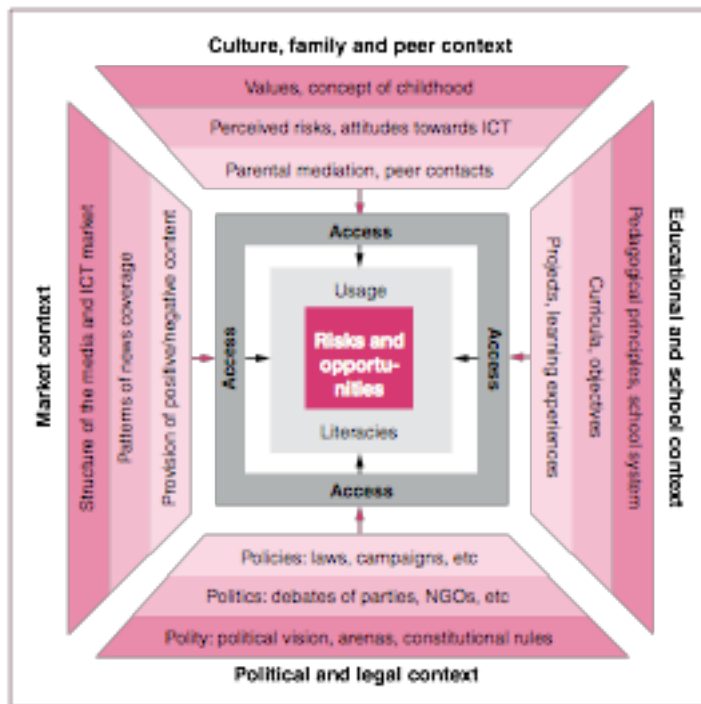 Culture, family and peer context
Values, concept of childhood
Perceived risks, attitudes towards ICT
Parental mediation, peer contacts
Market context
Structure of the media and ICT market
Patterns of news coverage
Provision of positive/negative content
Access
Access
Usage
Risks and
opportu-
nities
Literacies
Access
Access
Projects, learning experiences
Curricula, objectives
Pedagogical principles, school system
Educational and school context
Policies: laws, campaigns, etc
Politics: debates of parties, NGOs, etc
Polity: political vision, arenas, constitutional rules
Political and legal context